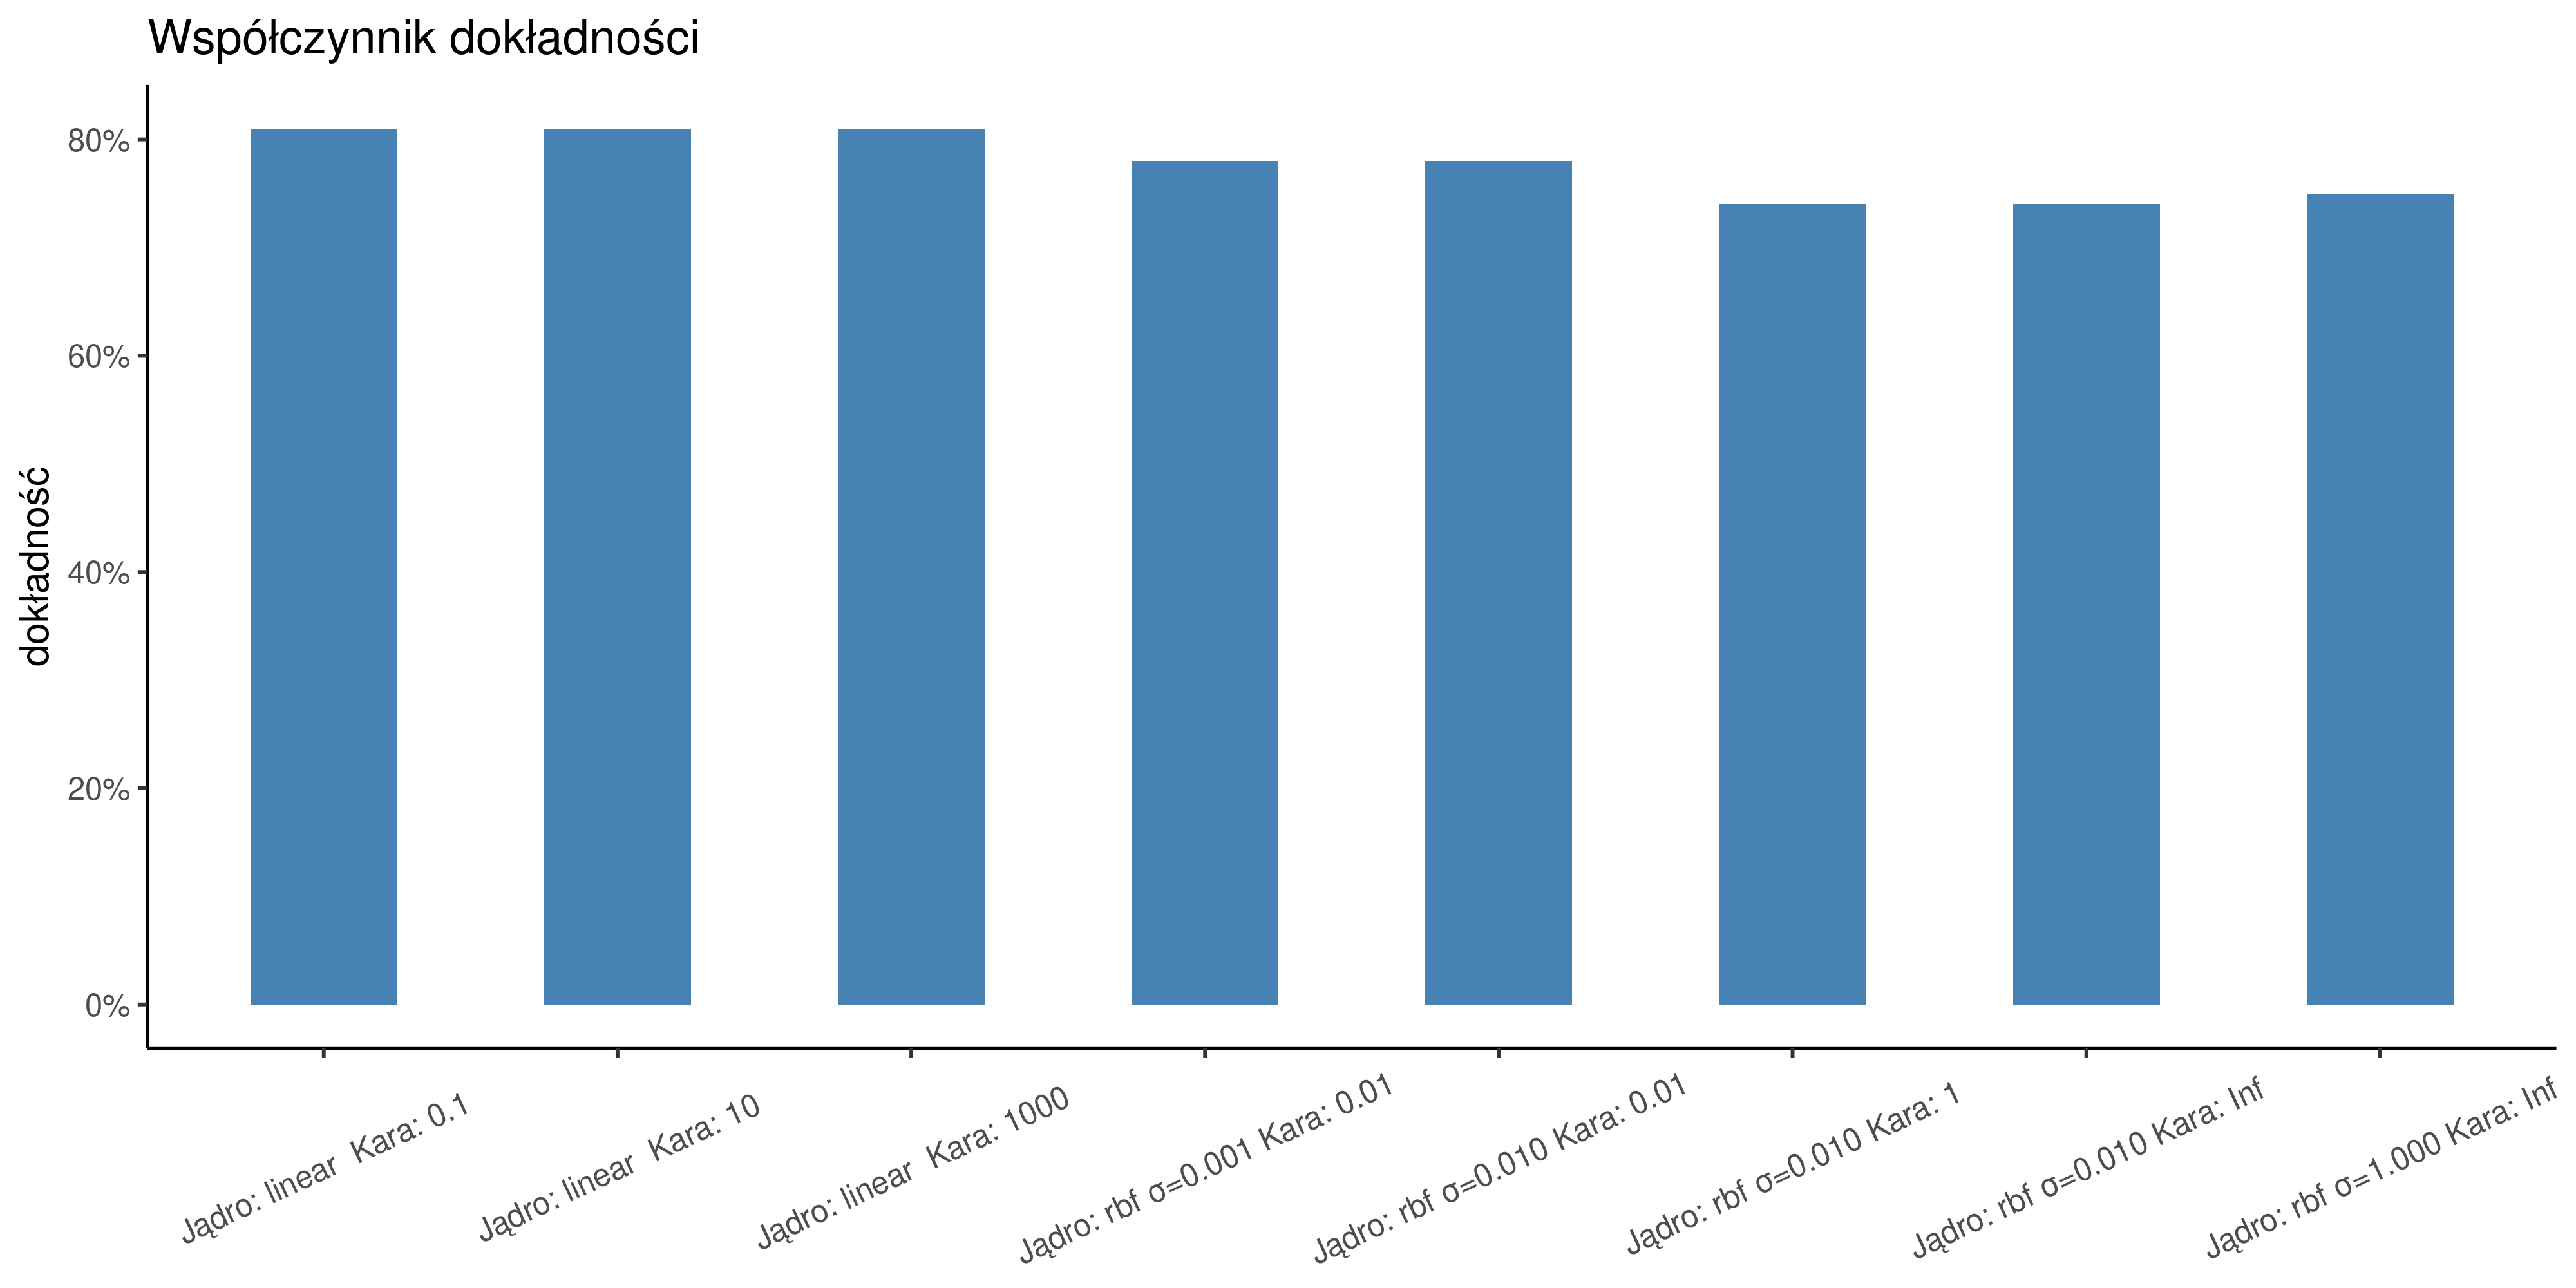 Współczynnik dokładności
dokładność
80%
60%
40%
20%
0%
Jądro: linear  Kara: 0.1
Jądro: linear  Kara: 10
Jądro: linear  Kara: 1000
Jądro: rbf σ=0.001 Kara: 0.01
Jądro: rbf σ=0.010 Kara: 0.01
Jądro: rbf σ=0.010 Kara: 1
Jądro: rbf σ=0.010 Kara: Inf
Jądro: rbf σ=1.000 Kara: Inf